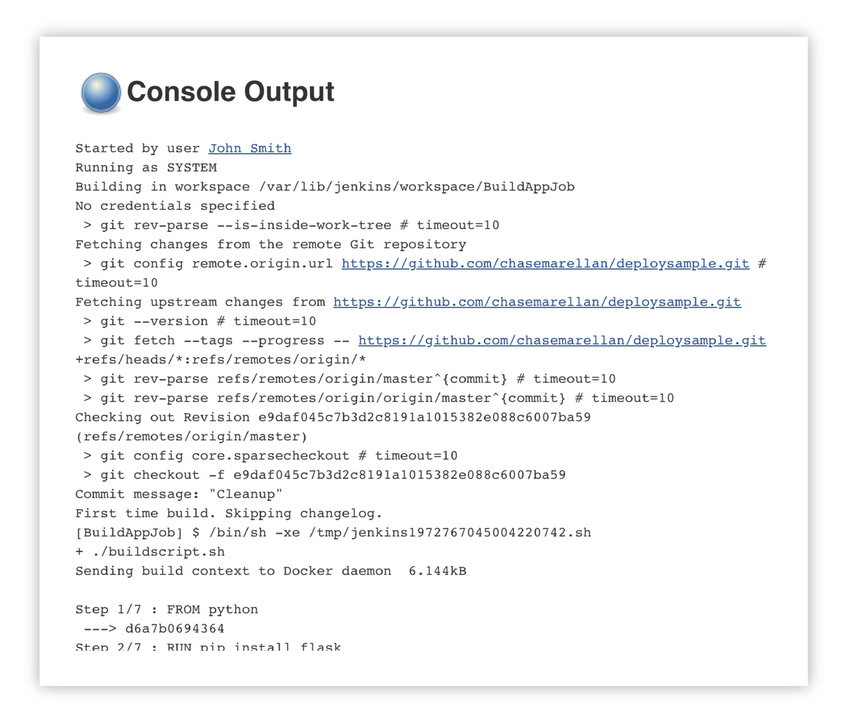 Console Output
Started by user John Smith
Running as SYSTEM
Building in workspace /var/lib/jenkins/workspace/BuildAppJob
No credentials specified
> git rev-parse --is-inside-work-tree # timeout=10
Fetching changes from the remote Git repository
> git config remote.origin.url https://github.com/chasemarellan/deploysample.git #
timeout=10
Fetching upstream changes from https://github.com/chasemarellan/deploysample.git
> git --version # timeout=10
> git fetch --tags --progress -- https://github.com/chasemarellan/deploysample.git
+refs/heads/*:refs/remotes/origin/*
> git rev-parse refs/remotes/origin/master^{commit} # timeout=10
> git rev-parse refs/remotes/origin/origin/master^{commit} # timeout=10
Checking out Revision e9daf045c7b3d2c8191a1015382e088c6007ba59
(refs/remotes/origin/master)
> git config core.sparsecheckout # timeout=10
> git checkout -f e9daf045c7b3d2c8191a1015382e088c6007ba59
Commit message: "Cleanup"
First time build. Skipping changelog.
[BuildAppJob] $ /bin/sh -xe /tmp/jenkins1972767045004220742.sh
+ ./buildscript.sh
Sending build context to Docker daemon  6.144kB
Step 1/7 : FROM python
---> d6a7b0694364
Step 2/7 : RUN pip install flask